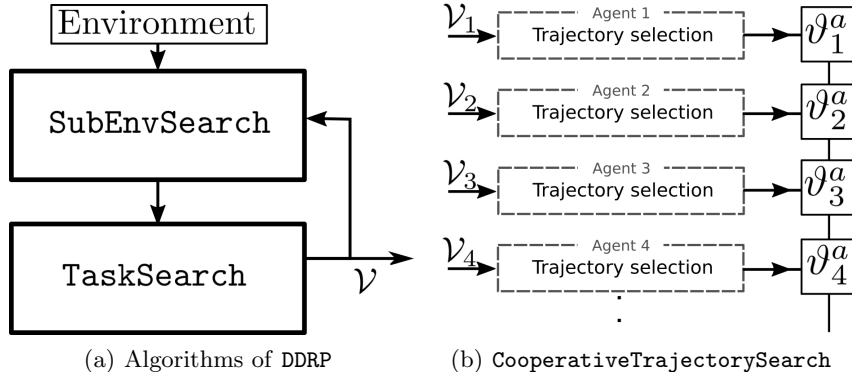 Environment
SubEnvSearch
TaskSearch
𝒱
(a) Algorithms of DDRP
𝒱₁
Agent 1
Trajectory selection
ϑ₁ᵃ
𝒱₂
Agent 2
Trajectory selection
ϑ₂ᵃ
𝒱₃
Agent 3
Trajectory selection
ϑ₃ᵃ
𝒱₄
Agent 4
Trajectory selection
ϑ₄ᵃ
(b) CooperativeTrajectorySearch